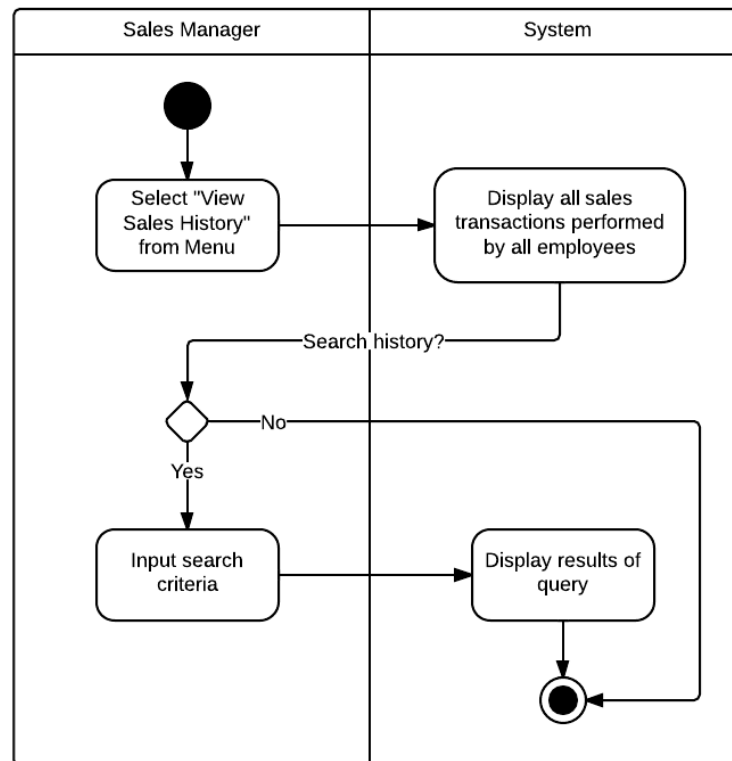 Sales Manager
System
Select "View
Sales History"
from Menu
Display all sales
transactions performed
by all employees
Search history?
No
Yes
Input search
criteria
Display results of
query